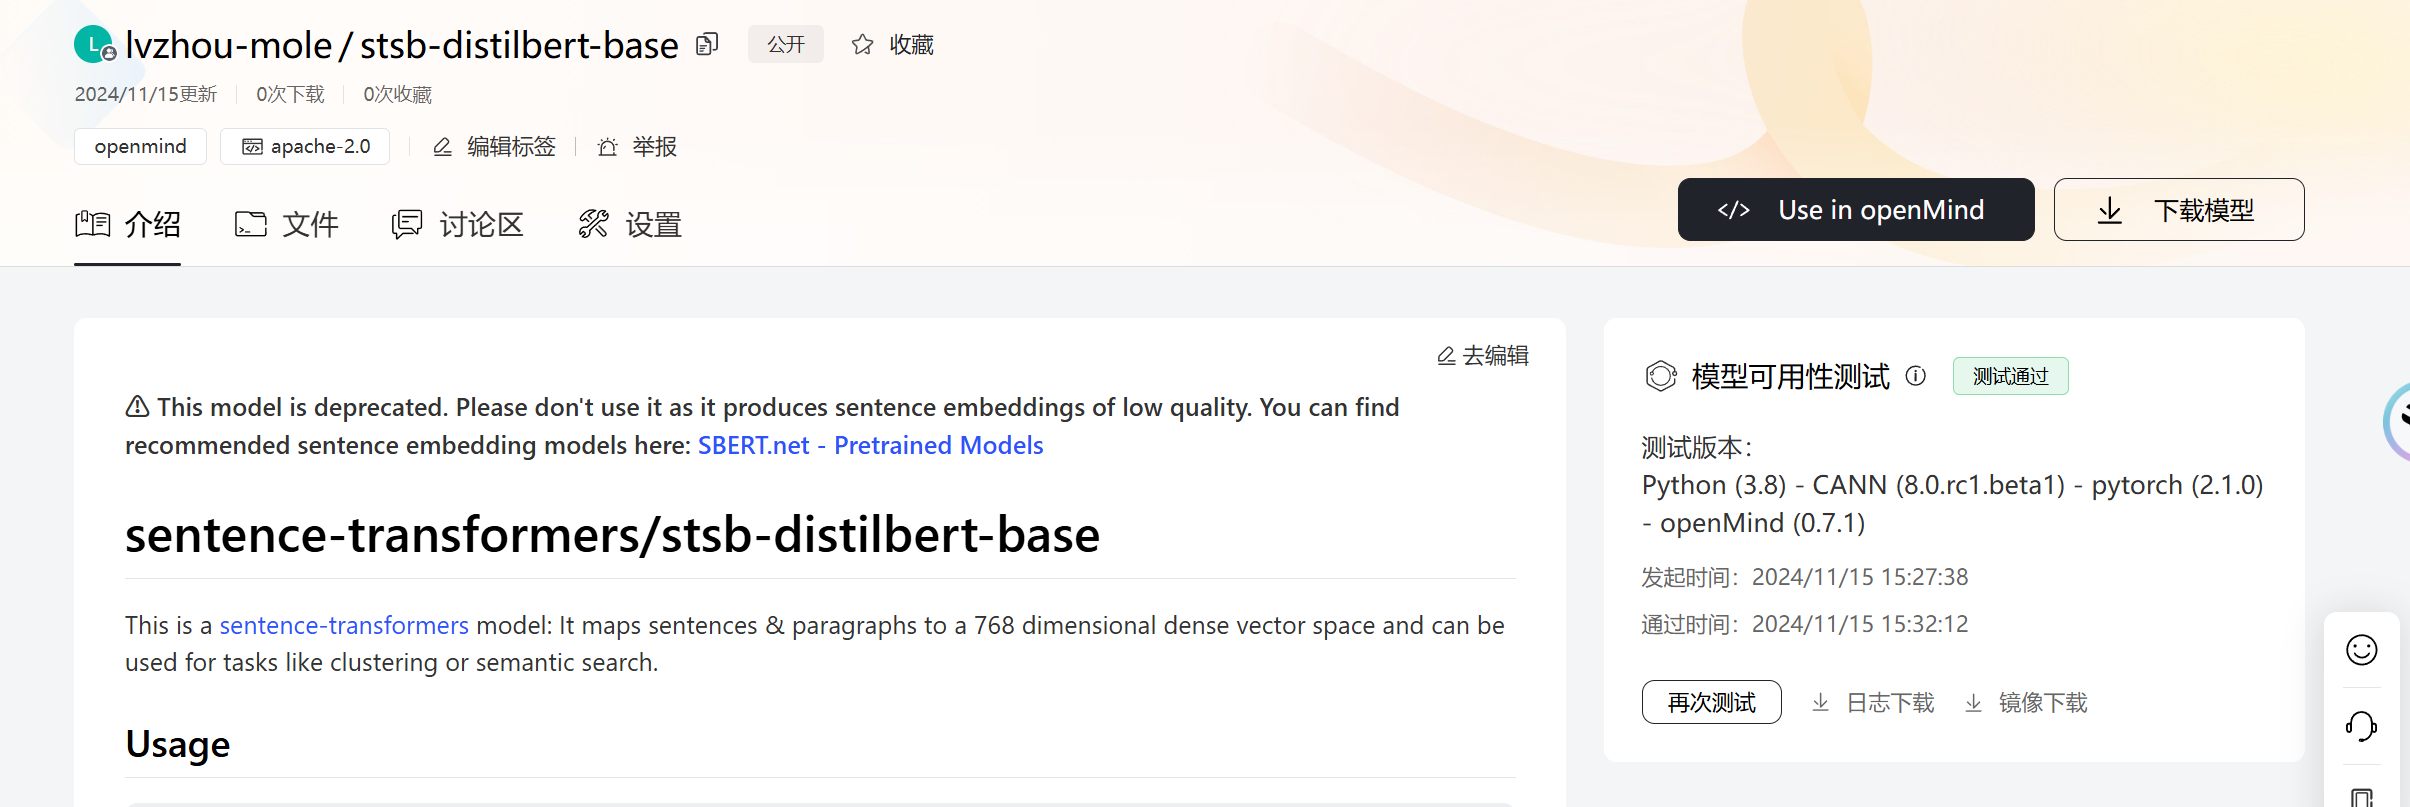 L lvzhou-mole / stsb-distilbert-base 公开 收藏
2024/11/15更新 0次下载 0次收藏
openmind apache-2.0 编辑标签 举报
介绍 文件 讨论区 设置 Use in openMind 下载模型
去编辑
⚠ This model is deprecated. Please don't use it as it produces sentence embeddings of low quality. You can find
recommended sentence embedding models here: SBERT.net - Pretrained Models
sentence-transformers/stsb-distilbert-base
This is a sentence-transformers model: It maps sentences & paragraphs to a 768 dimensional dense vector space and can be
used for tasks like clustering or semantic search.
Usage
模型可用性测试 测试通过
测试版本：
Python (3.8) - CANN (8.0.rc1.beta1) - pytorch (2.1.0)
- openMind (0.7.1)
发起时间：2024/11/15 15:27:38
通过时间：2024/11/15 15:32:12
再次测试 日志下载 镜像下载